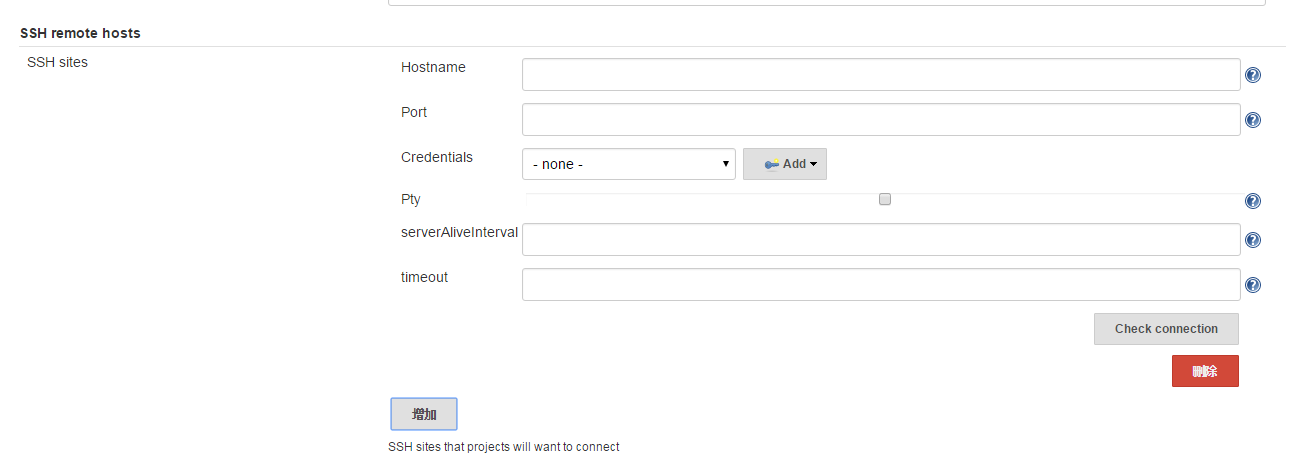 SSH remote hosts
SSH sites
Hostname
Port
Credentials - none - Add
Pty
serverAliveInterval
timeout
Check connection
删除
增加
SSH sites that projects will want to connect